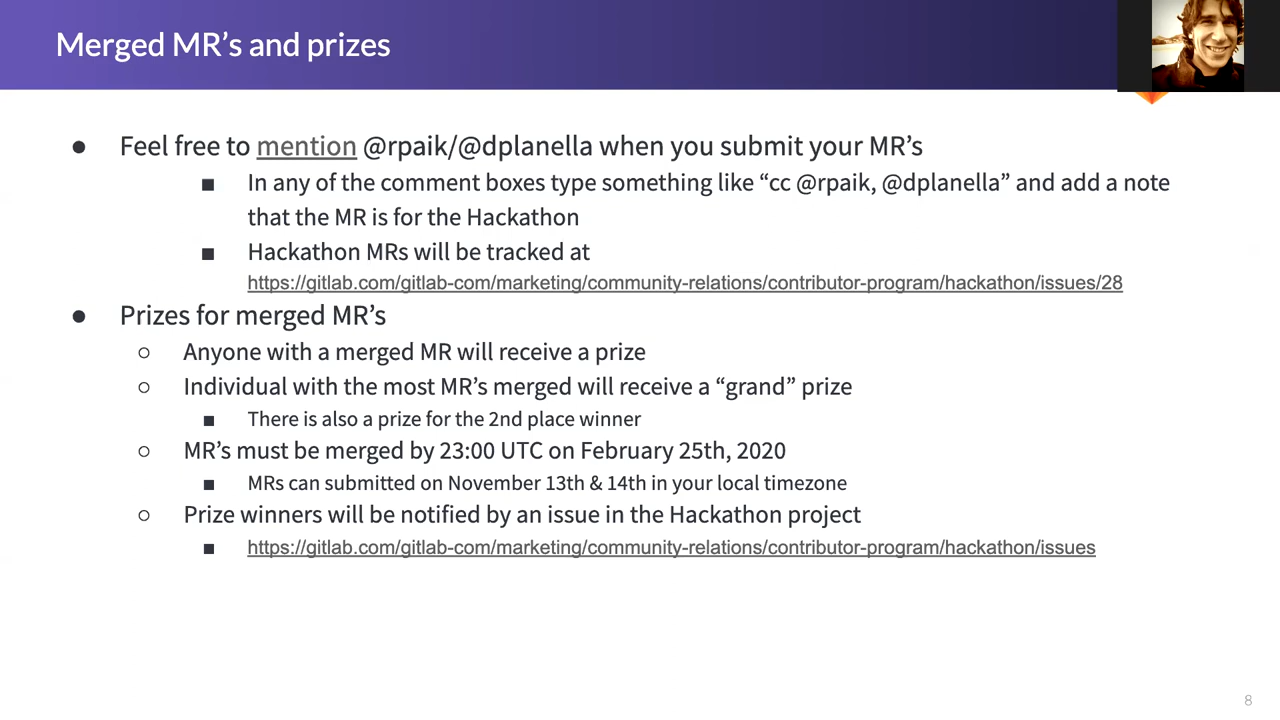 Merged MR’s and prizes
● Feel free to mention @rpaik/@dplanella when you submit your MR’s
■ In any of the comment boxes type something like “cc @rpaik, @dplanella” and add a note
that the MR is for the Hackathon
■ Hackathon MRs will be tracked at
https://gitlab.com/gitlab-com/marketing/community-relations/contributor-program/hackathon/issues/28
● Prizes for merged MR’s
○ Anyone with a merged MR will receive a prize
○ Individual with the most MR’s merged will receive a “grand” prize
■ There is also a prize for the 2nd place winner
○ MR’s must be merged by 23:00 UTC on February 25th, 2020
■ MRs can submitted on November 13th & 14th in your local timezone
○ Prize winners will be notified by an issue in the Hackathon project
■ https://gitlab.com/gitlab-com/marketing/community-relations/contributor-program/hackathon/issues
8